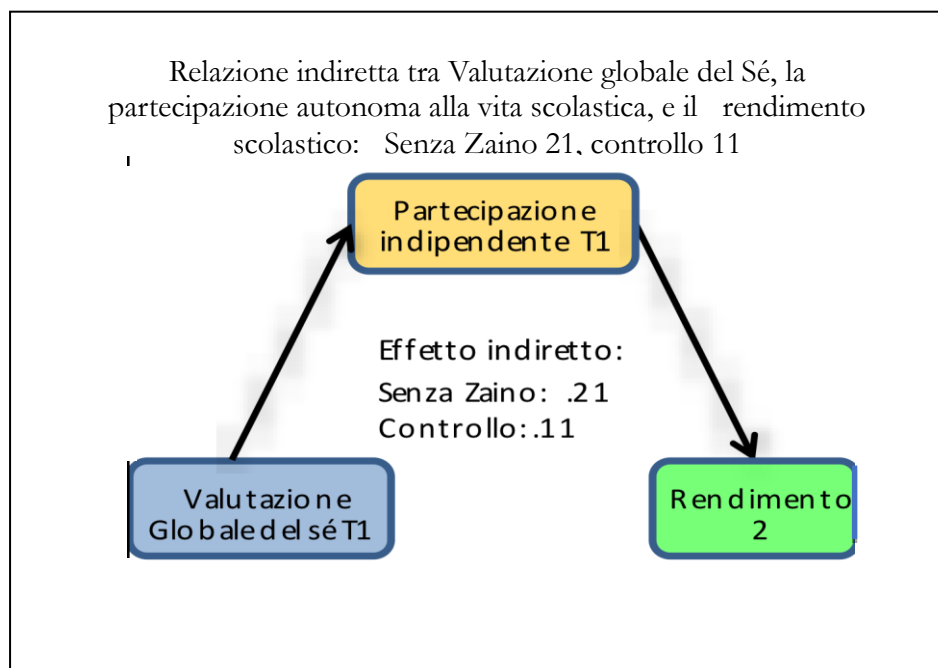 Relazione indiretta tra Valutazione globale del Sé, la
partecipazione autonoma alla vita scolastica, e il rendimento
scolastico: Senza Zaino 21, controllo 11
Partecipazione
indipendente T1
Effetto indiretto:
Senza Zaino: .21
Controllo:.11
Valutazione
Globale del sé T1
Rendimento
2